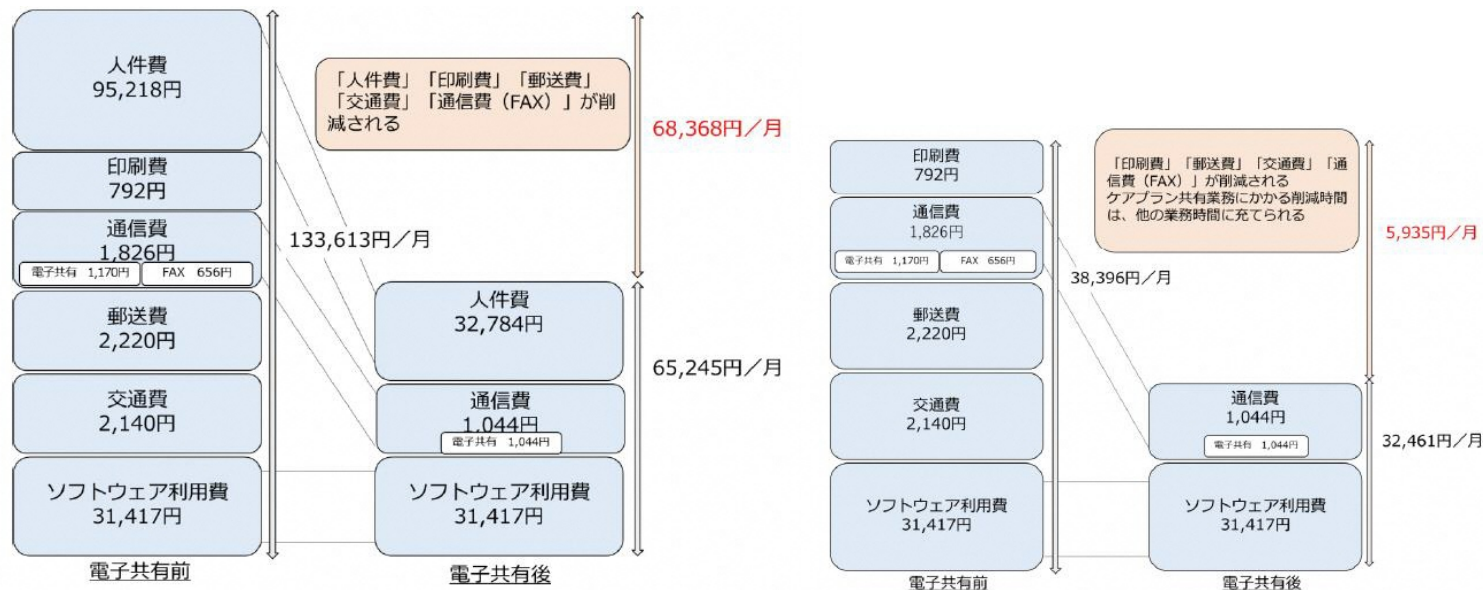 人件費
95,218円
印刷費
792円
通信費
1,826円
電子共有 1,170円
FAX 656円
郵送費
2,220円
交通費
2,140円
ソフトウェア利用費
31,417円
電子共有前
133,613円／月
「人件費」「印刷費」「郵送費」
「交通費」「通信費（FAX）」が削
減される
68,368円／月
人件費
32,784円
通信費
1,044円
電子共有 1,044円
ソフトウェア利用費
31,417円
電子共有後
65,245円／月
印刷費
792円
通信費
1,826円
電子共有 1,170円
FAX 656円
郵送費
2,220円
交通費
2,140円
ソフトウェア利用費
31,417円
電子共有前
38,396円／月
「印刷費」「郵送費」「交通費」「通
信費（FAX）」が削減される
ケアプラン共有業務にかかる削減時間
は、他の業務時間に充てられる
5,935円／月
通信費
1,044円
電子共有 1,044円
ソフトウェア利用費
31,417円
電子共有後
32,461円／月